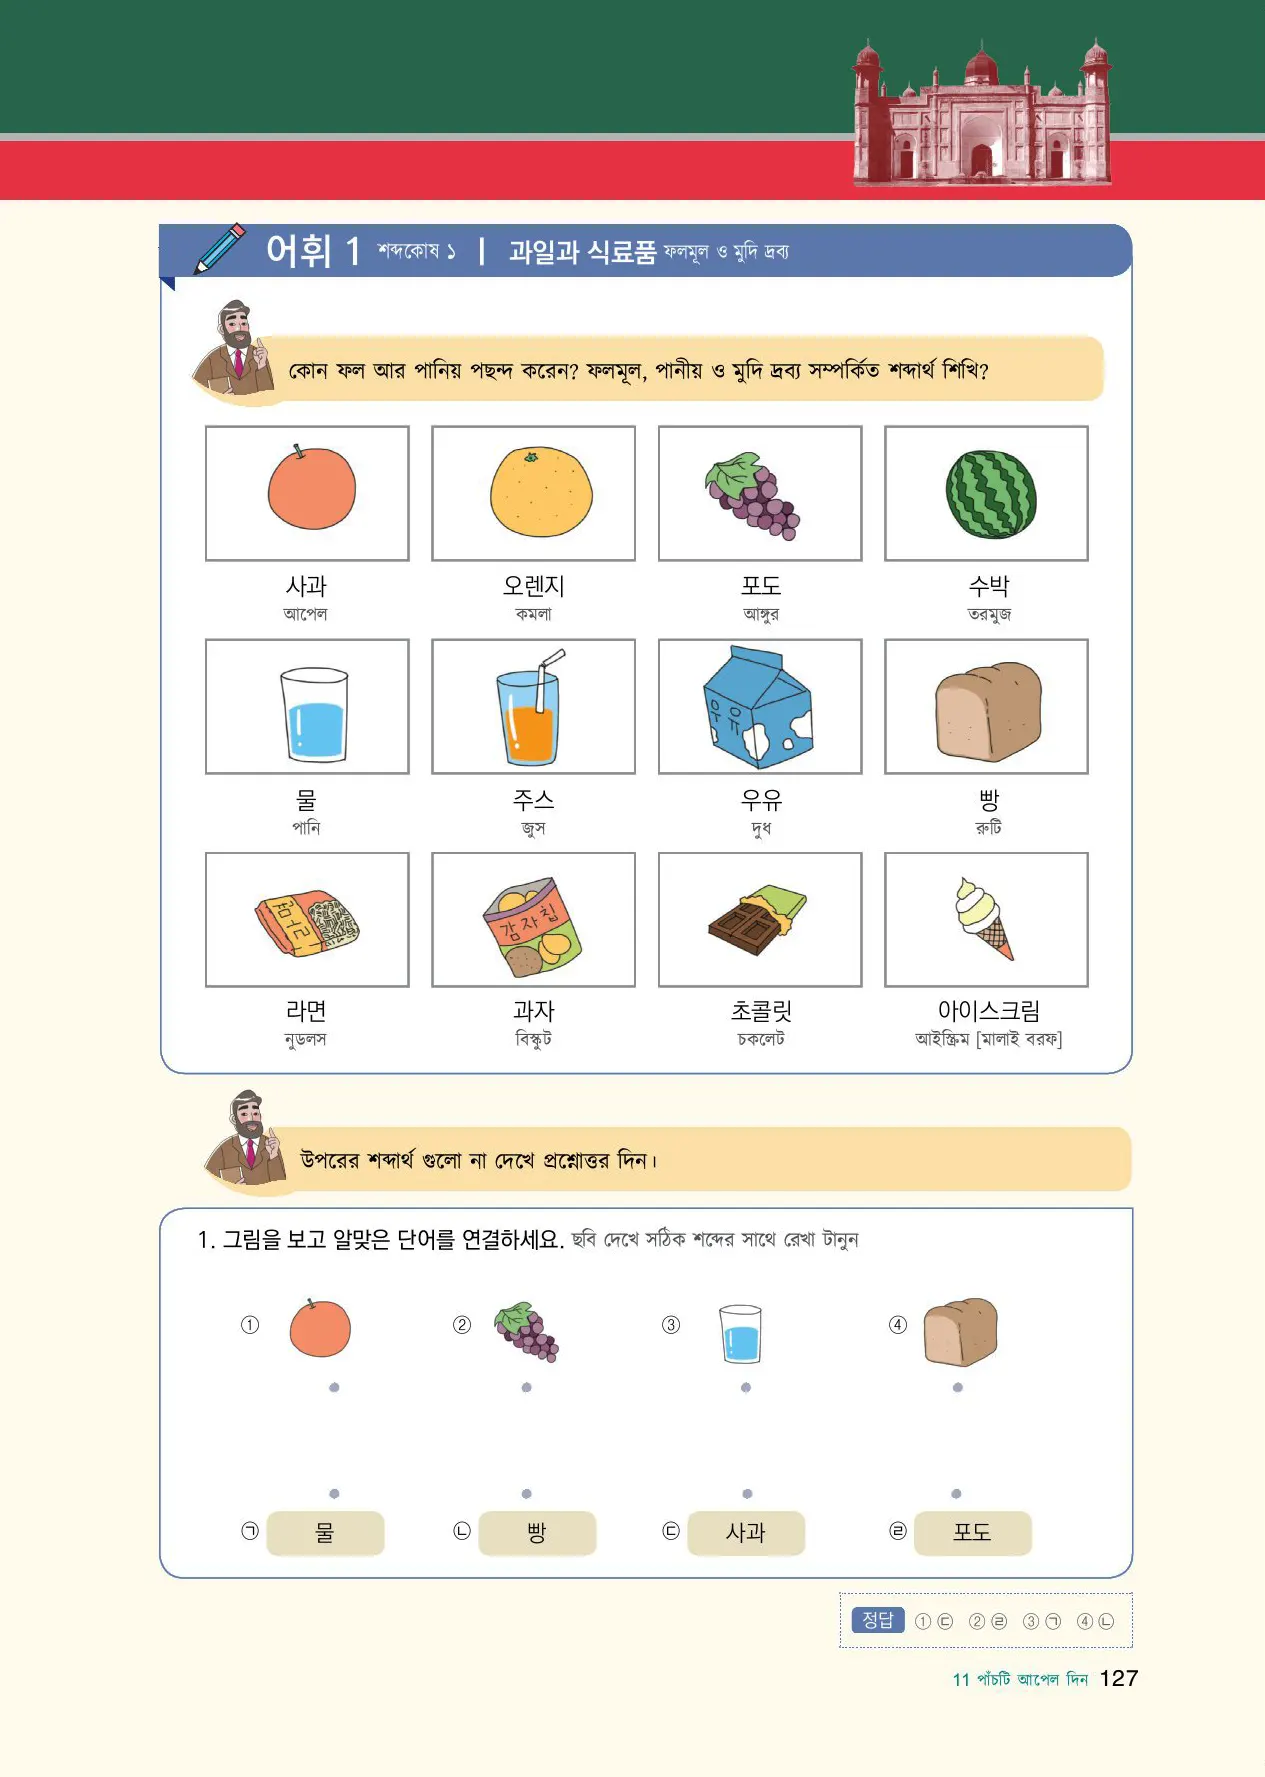 어휘 1 শব্দকোষ ১ | 과일과 식료품 ফলমূল ও মুদি দ্রব্য
কোন ফল আর পানিয় পছন্দ করেন? ফলমূল, পানীয় ও মুদি দ্রব্য সম্পর্কিত শব্দার্থ শিখি?
사과 오렌지 포도 수박
আপেল কমলা আঙ্গুর তরমুজ
우유
물 주스 우유 빵
পানি জুস দুধ রুটি
감자칩
라면 과자 초콜릿 아이스크림
নুডলস বিস্কুট চকলেট আইস্ক্রিম [মালাই বরফ]
উপরের শব্দার্থ গুলো না দেখে প্রশ্নোত্তর দিন।
1. 그림을 보고 알맞은 단어를 연결하세요. ছবি দেখে সঠিক শব্দের সাথে রেখা টানুন
① ② ③ ④
㉠ 물 ㉡ 빵 ㉢ 사과 ㉣ 포도
정답 ① ㉢ ② ㉣ ③ ㉠ ④ ㉡
11 পাঁচটি আপেল দিন 127